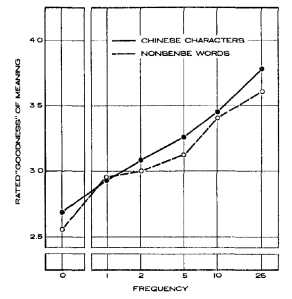 4.0
CHINESE CHARACTERS
NONSENSE WORDS
3.5
3.0
2.5
RATED "GOODNESS" OF MEANING
0 1 2 5 10 25
FREQUENCY